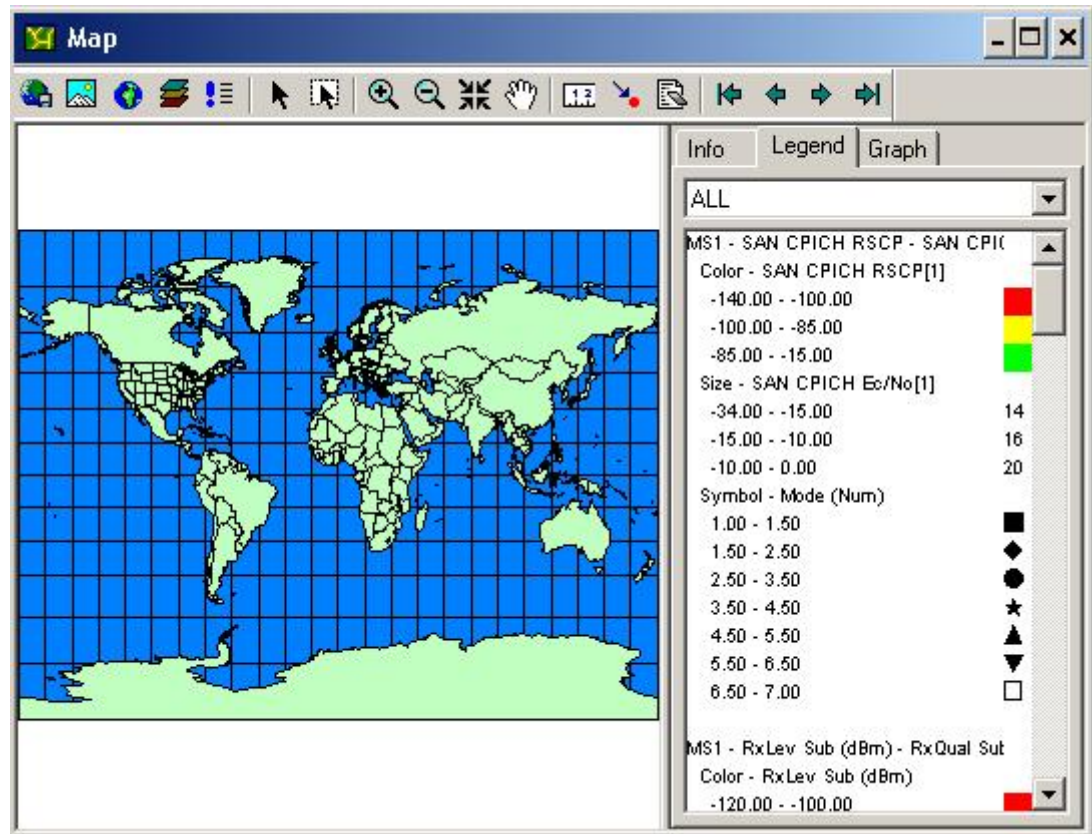 Map
Info Legend Graph
ALL
MS1 - SAN CPICH RSCP - SAN CPI(
Color - SAN CPICH RSCP[1]
-140.00 - -100.00
-100.00 - -85.00
-85.00 - -15.00
Size - SAN CPICH Ec/No[1]
-34.00 - -15.00 14
-15.00 - -10.00 16
-10.00 - 0.00 20
Symbol - Mode (Num)
1.00 - 1.50
1.50 - 2.50
2.50 - 3.50
3.50 - 4.50
4.50 - 5.50
5.50 - 6.50
6.50 - 7.00
MS1 - RxLev Sub (dBm) - RxQual Sub
Color - RxLev Sub (dBm)
-120.00 - -100.00